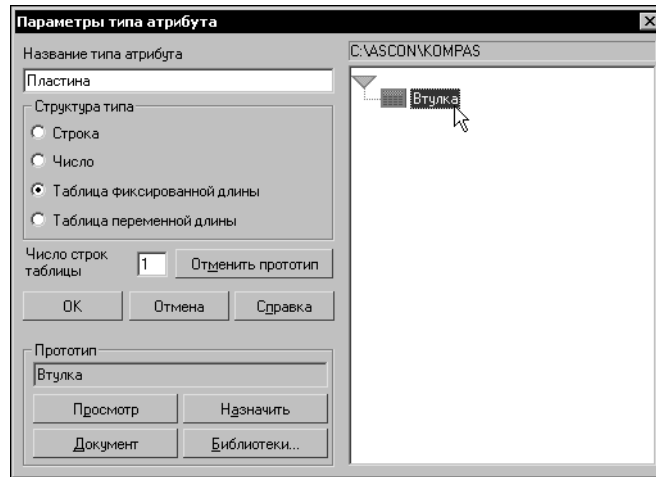 Параметры типа атрибута
Название типа атрибута
Пластина
Структура типа
Строка
Число
Таблица фиксированной длины
Таблица переменной длины
Число строк
таблицы
1
Отменить прототип
OK
Отмена
Справка
Прототип
Втулка
Просмотр
Назначить
Документ
Библиотеки...
C:\ASCON\KOMPAS
Втулка